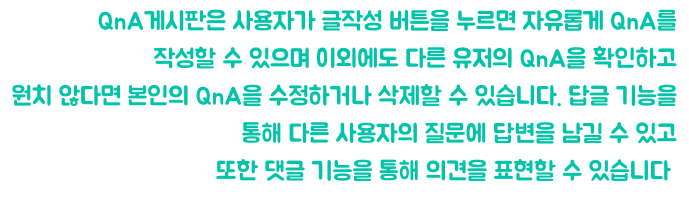 QnA게시판은 사용자가 글작성 버튼을 누르면 자유롭게 QnA를
작성할 수 있으며 이외에도 다른 유저의 QnA을 확인하고
원치 않다면 본인의 QnA을 수정하거나 삭제할 수 있습니다. 답글 기능을
통해 다른 사용자의 질문에 답변을 남길 수 있고
또한 댓글 기능을 통해 의견을 표현할 수 있습니다